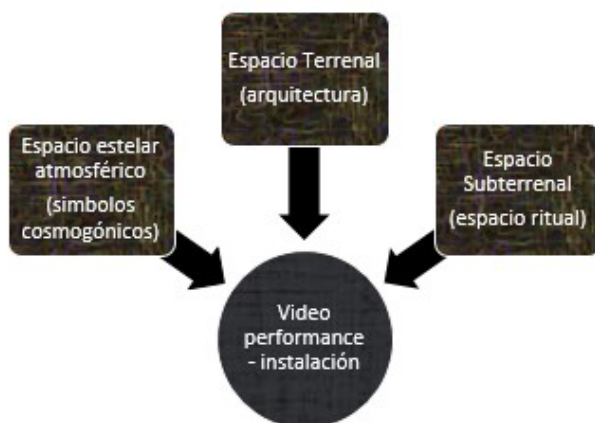 Espacio Terrenal
(arquitectura)
Espacio estelar
atmosférico
(simbolos
cosmogónicos)
Espacio
Subterrenal
(espacio ritual)
Video
performance
- instalación